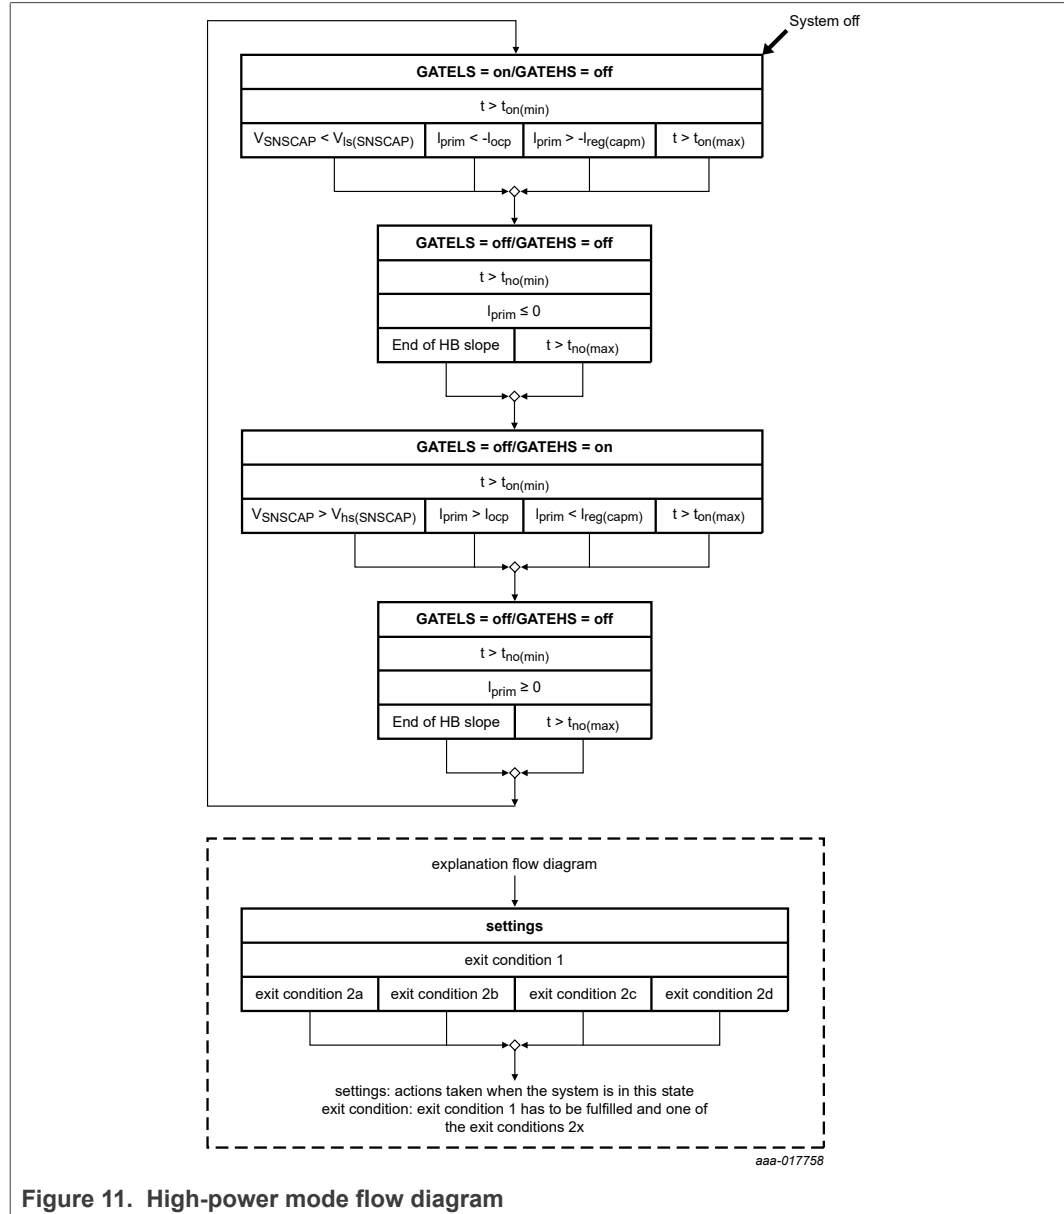 System off
GATELS = on/GATEHS = off
t > ton(min)
VSNSCAP < Vls(SNSCAP) Iprim < -Iocp Iprim > -Ireg(capm) t > ton(max)
GATELS = off/GATEHS = off
t > tno(min)
Iprim ≤ 0
End of HB slope t > tno(max)
GATELS = off/GATEHS = on
t > ton(min)
VSNSCAP > Vhs(SNSCAP) Iprim > Iocp Iprim < Ireg(capm) t > ton(max)
GATELS = off/GATEHS = off
t > tno(min)
Iprim ≥ 0
End of HB slope t > tno(max)
explanation flow diagram
settings
exit condition 1
exit condition 2a exit condition 2b exit condition 2c exit condition 2d
settings: actions taken when the system is in this state
exit condition: exit condition 1 has to be fulfilled and one of
the exit conditions 2x
aaa-017758
Figure 11. High-power mode flow diagram